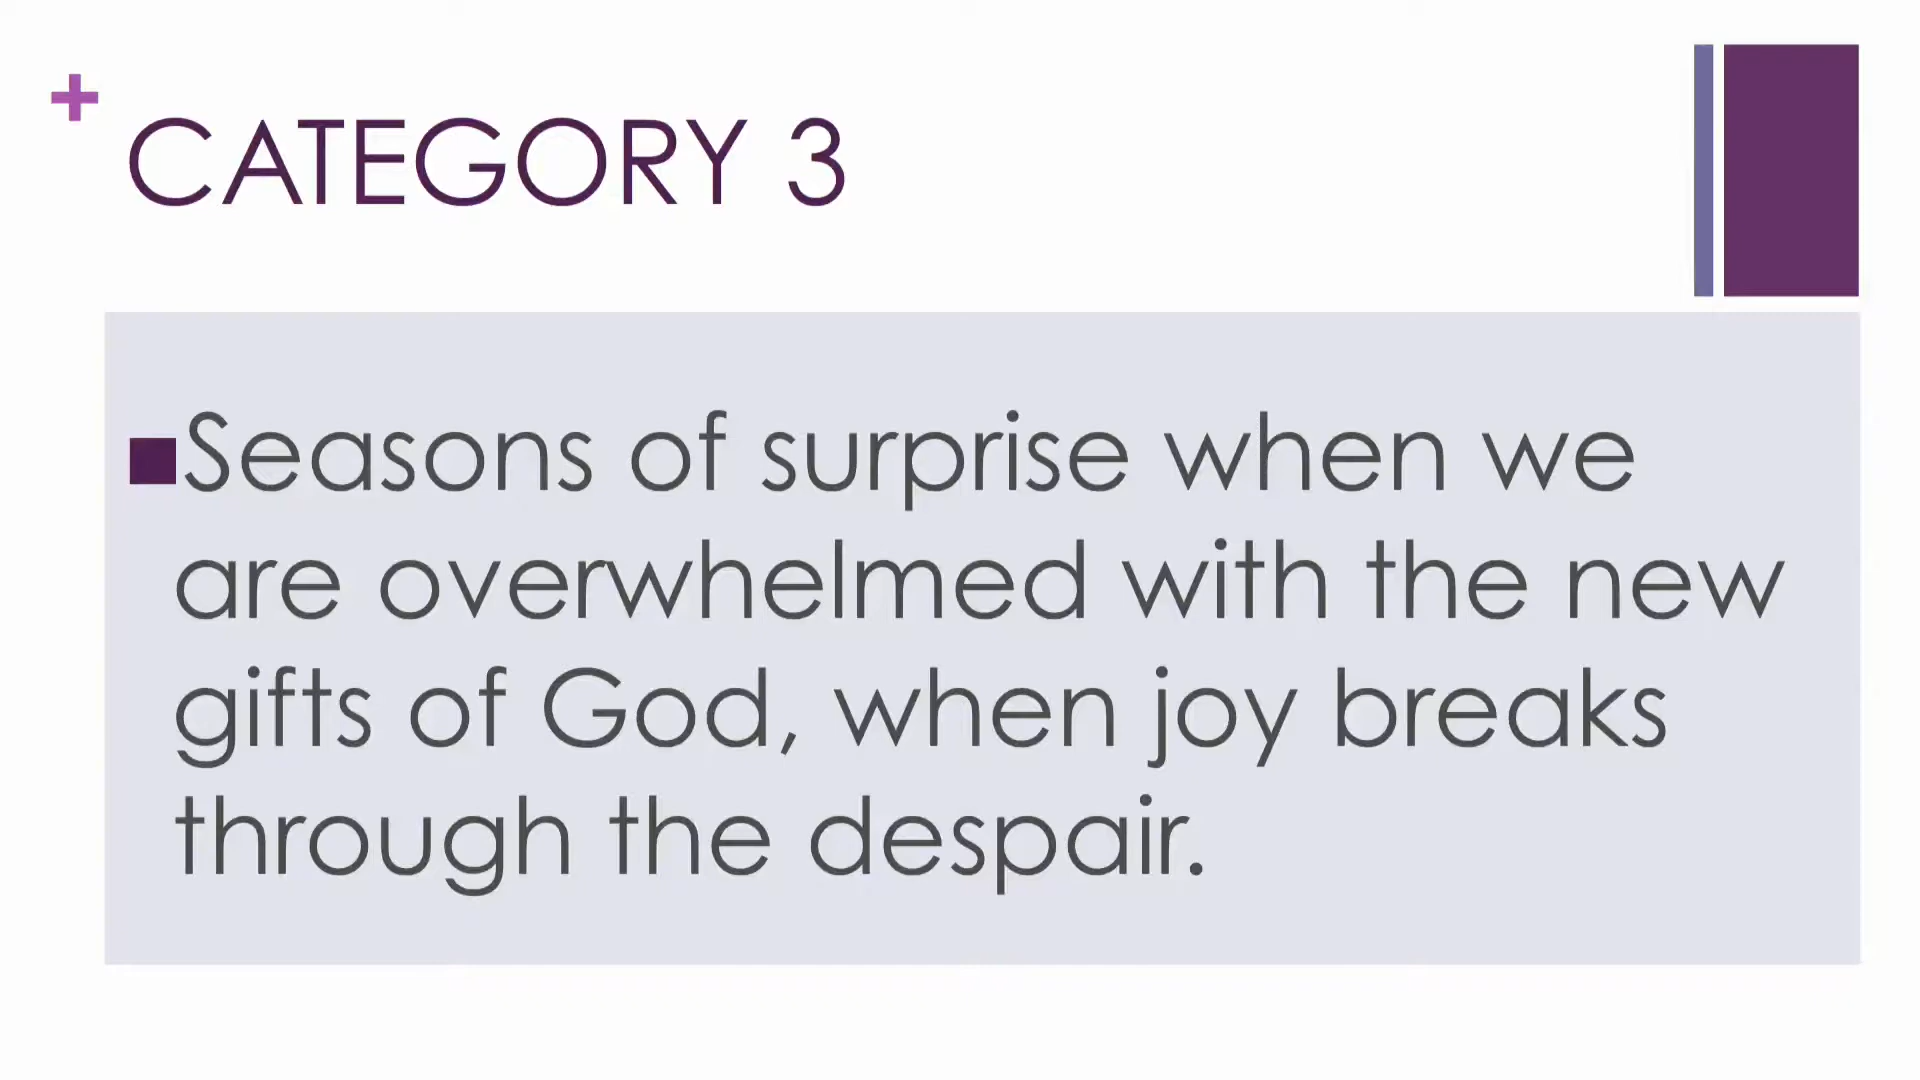 +
CATEGORY 3
Seasons of surprise when we
are overwhelmed with the new
gifts of God, when joy breaks
through the despair.